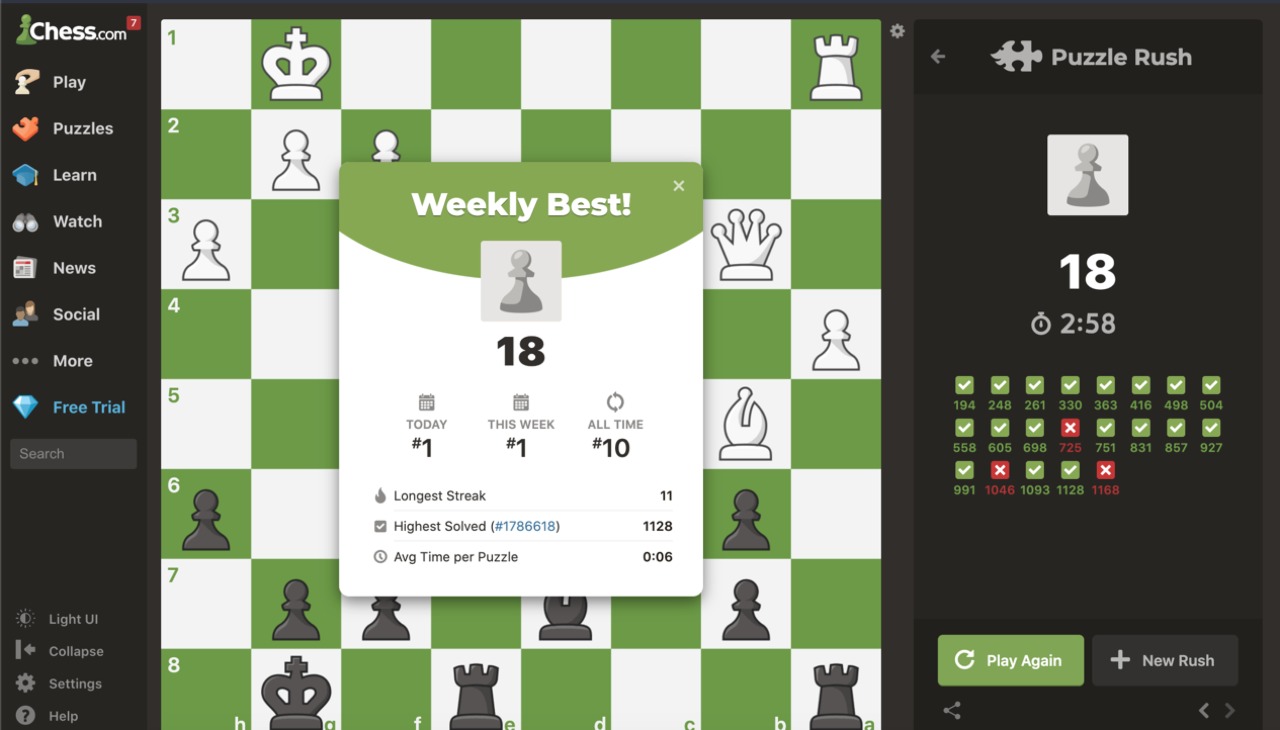 Chess.com 7
Play
Puzzles
Learn
Watch
News
Social
More
Free Trial
Search
Light UI
Collapse
Settings
Help
1
2
3
4
5
6
7
8
h g f e d c b a
Weekly Best!
×
18
TODAY THIS WEEK ALL TIME
#1 #1 #10
Longest Streak 11
Highest Solved (#1786618) 1128
Avg Time per Puzzle 0:06
Puzzle Rush
18
2:58
194 248 261 330 363 416 498 504
558 605 698 725 751 831 857 927
991 1046 1093 1128 1168
Play Again
New Rush